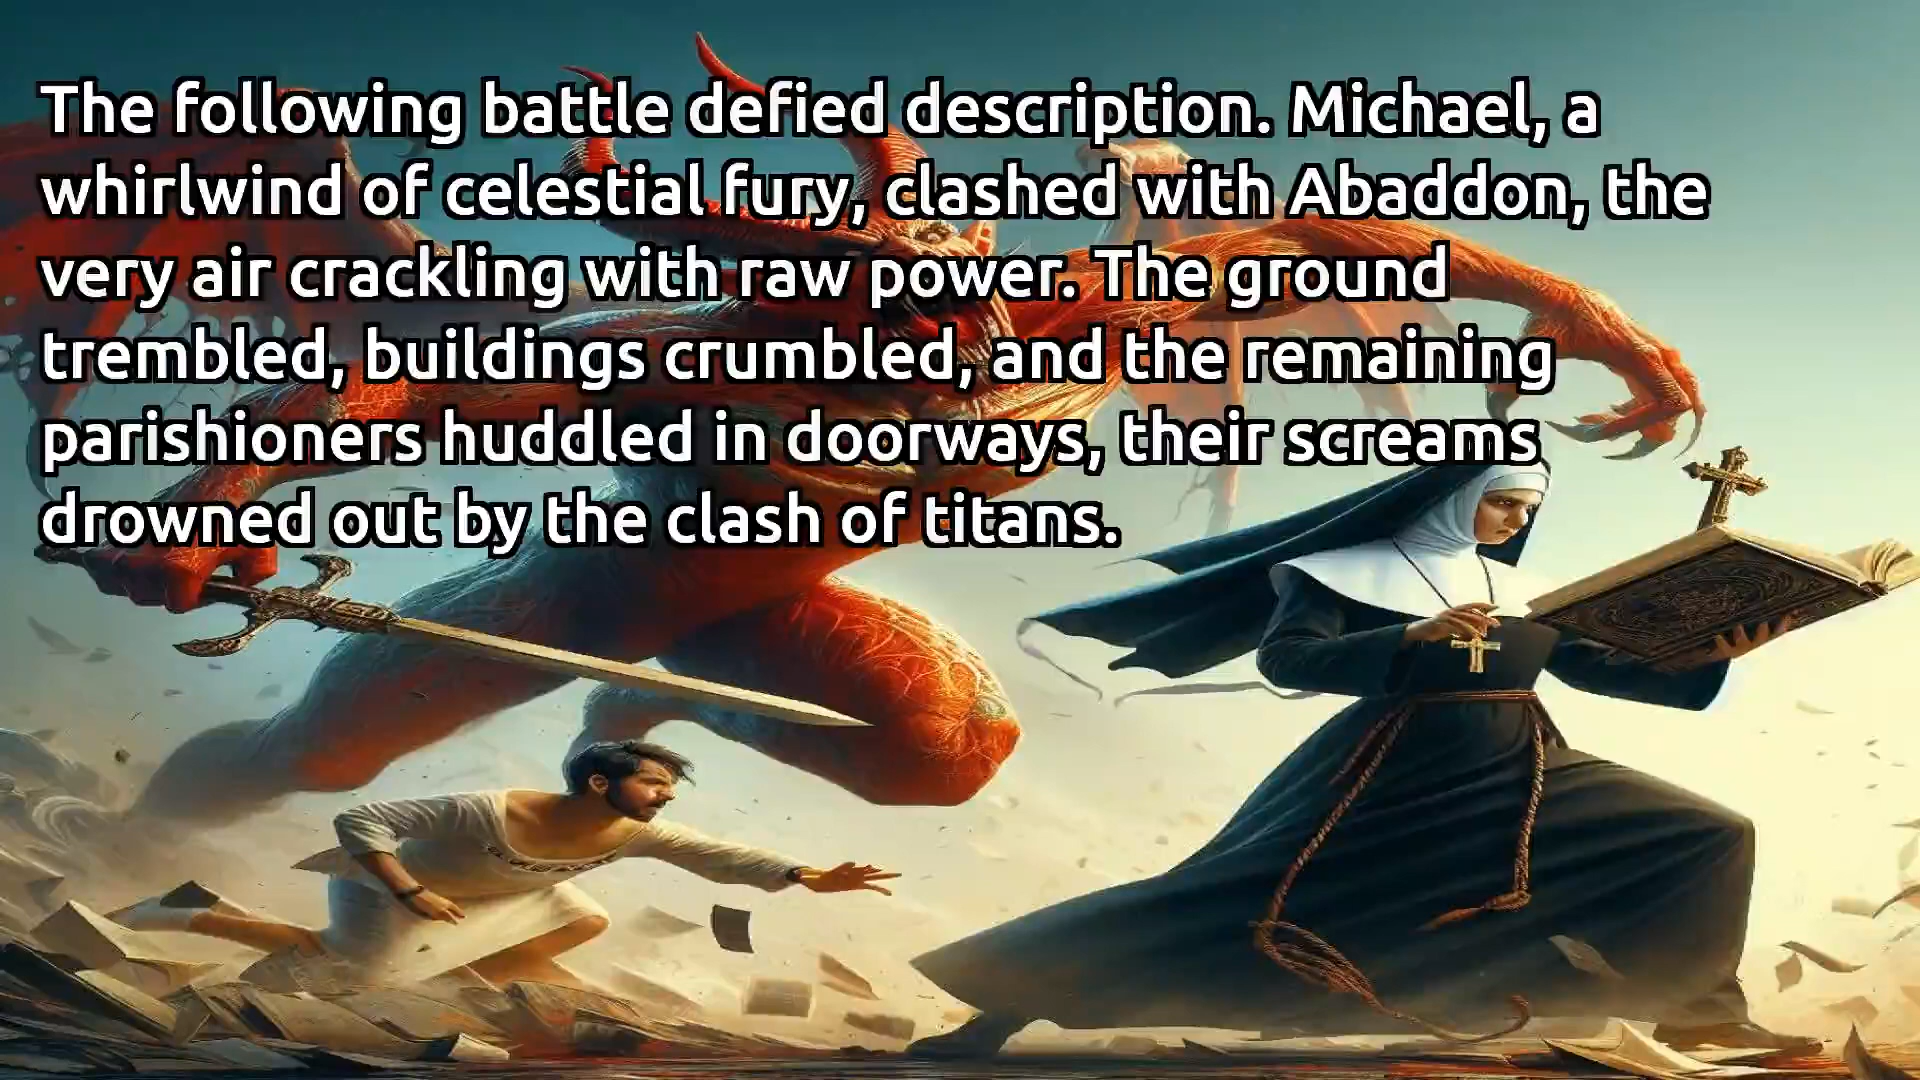 The following battle defied description. Michael, a
whirlwind of celestial fury, clashed with Abaddon, the
very air crackling with raw power. The ground
trembled, buildings crumbled, and the remaining
parishioners huddled in doorways, their screams
drowned out by the clash of titans.